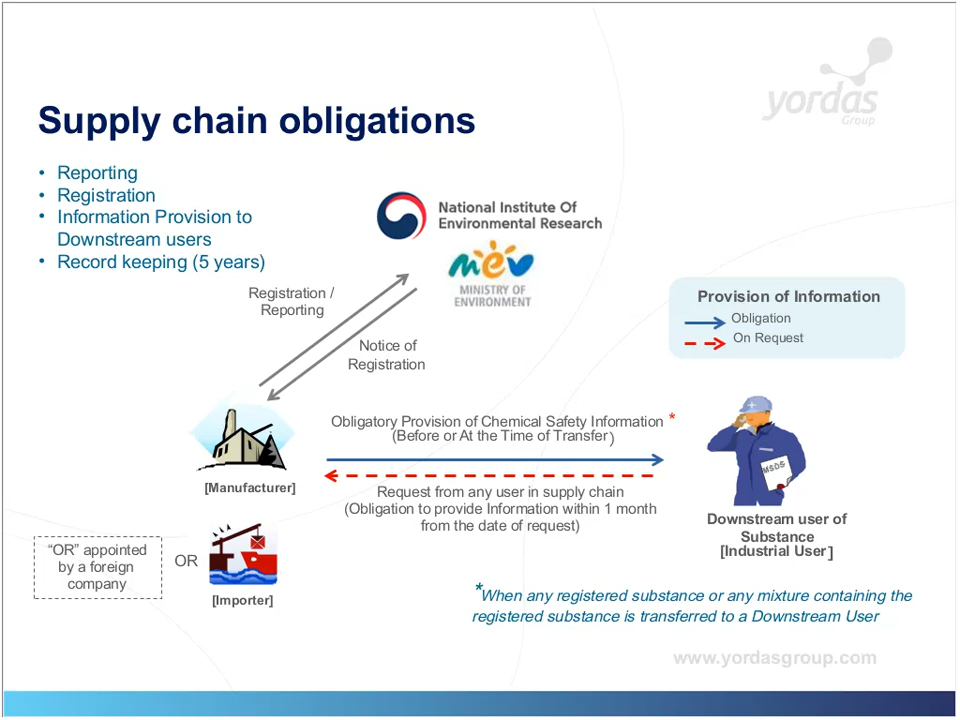 yordas
Group
Supply chain obligations
• Reporting
• Registration
• Information Provision to
Downstream users
• Record keeping (5 years)
National Institute Of
Environmental Research
mev
MINISTRY OF
ENVIRONMENT
Registration /
Reporting
Notice of
Registration
Provision of Information
Obligation
On Request
Obligatory Provision of Chemical Safety Information *
(Before or At the Time of Transfer)
Request from any user in supply chain
(Obligation to provide Information within 1 month
from the date of request)
MSDS
[Manufacturer]
Downstream user of
Substance
[Industrial User]
"OR" appointed
by a foreign
company
OR
[Importer]
*When any registered substance or any mixture containing the
registered substance is transferred to a Downstream User
www.yordasgroup.com